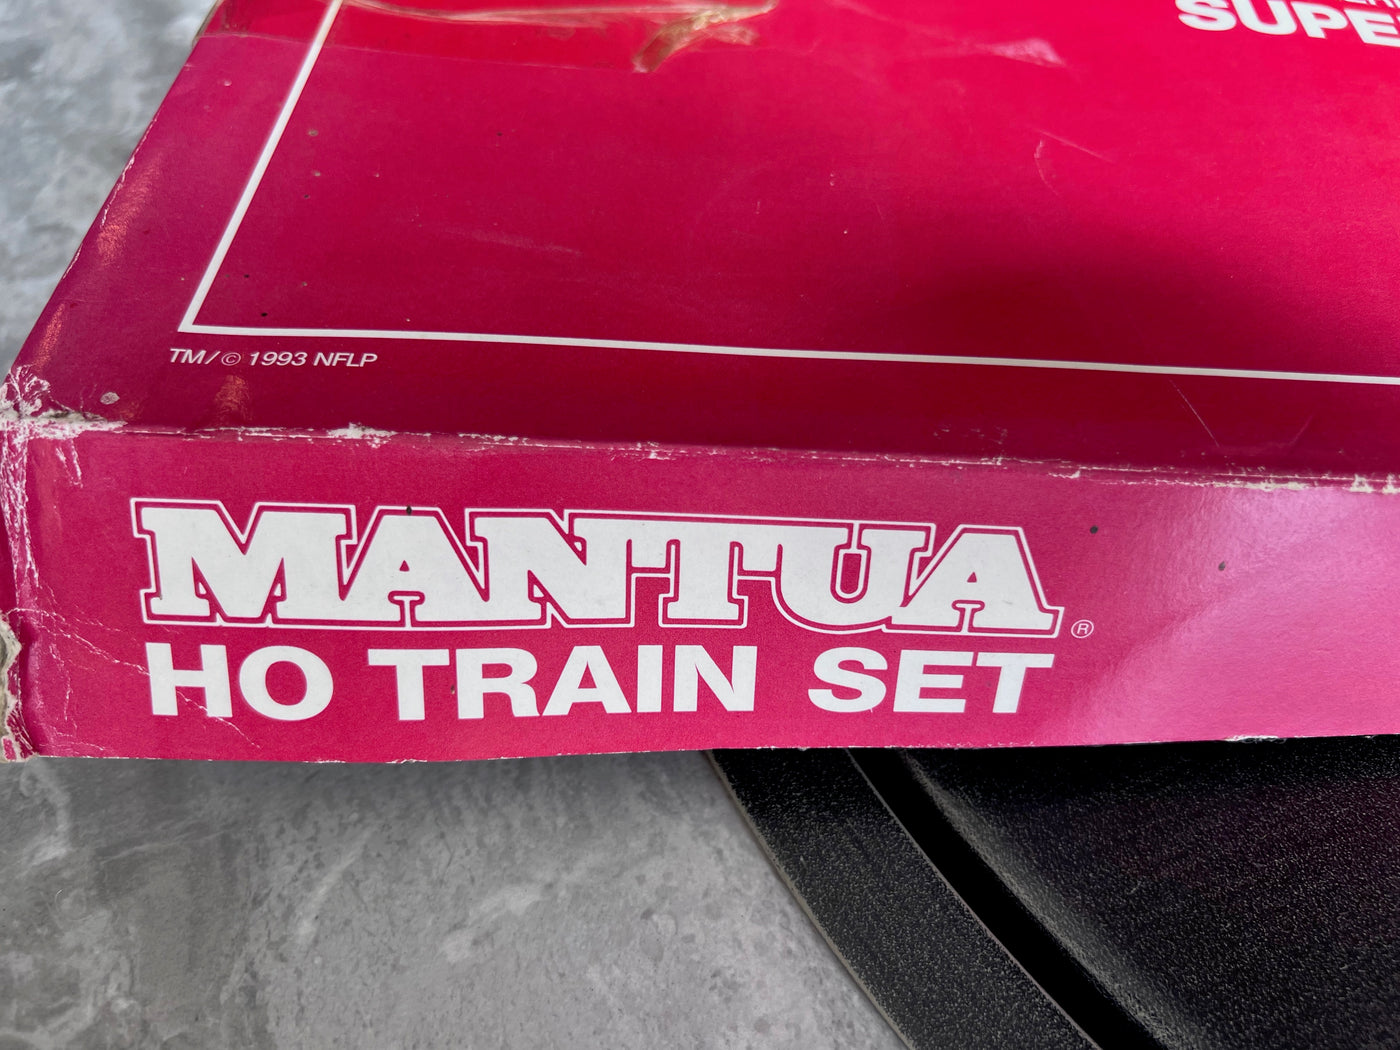 SUPE
TM/© 1993 NFLP
MANTUA®
HO TRAIN SET